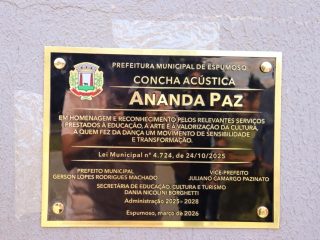 PREFEITURA MUNICIPAL DE ESPUMOSO
CONCHA ACÚSTICA
ANANDA PAZ
EM HOMENAGEM E RECONHECIMENTO PELOS RELEVANTES SERVIÇOS
PRESTADOS À EDUCAÇÃO, À ARTE E À VALORIZAÇÃO DA CULTURA,
A QUEM FEZ DA DANÇA UM MOVIMENTO DE SENSIBILIDADE
E TRANSFORMAÇÃO.
Lei Municipal nº 4.724, de 24/10/2025
PREFEITO MUNICIPAL
GERSON LOPES RODRIGUES MACHADO
VICE-PREFEITO
JULIANO CAMARGO PAZINATO
SECRETÁRIA DE EDUCAÇÃO, CULTURA E TURISMO
DANIA NICOLINI BORGHETTI
Administração 2025 - 2028
Espumoso, março de 2026